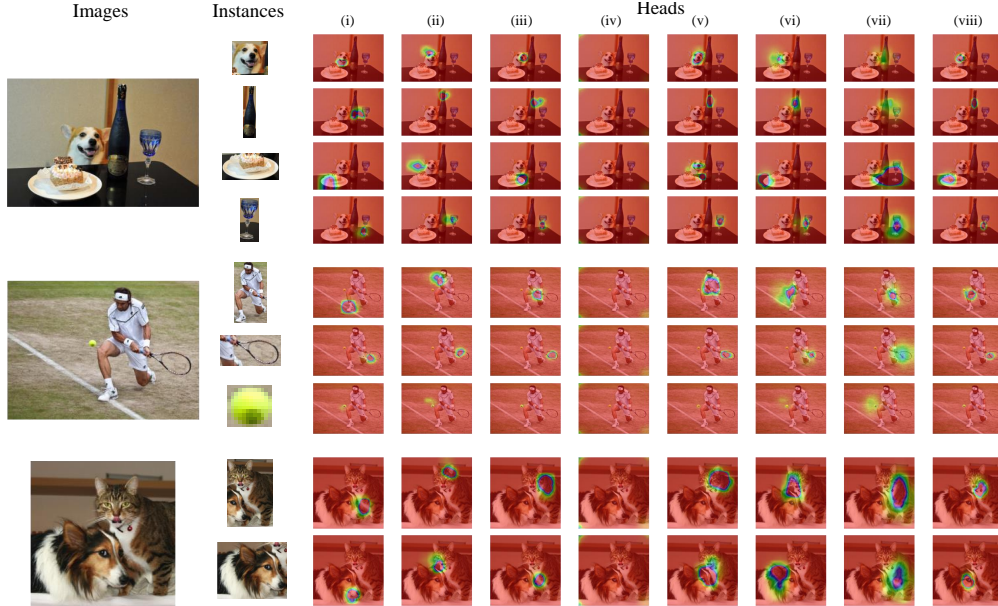 Images
Instances
Heads
(i)
(ii)
(iii)
(iv)
(v)
(vi)
(vii)
(viii)